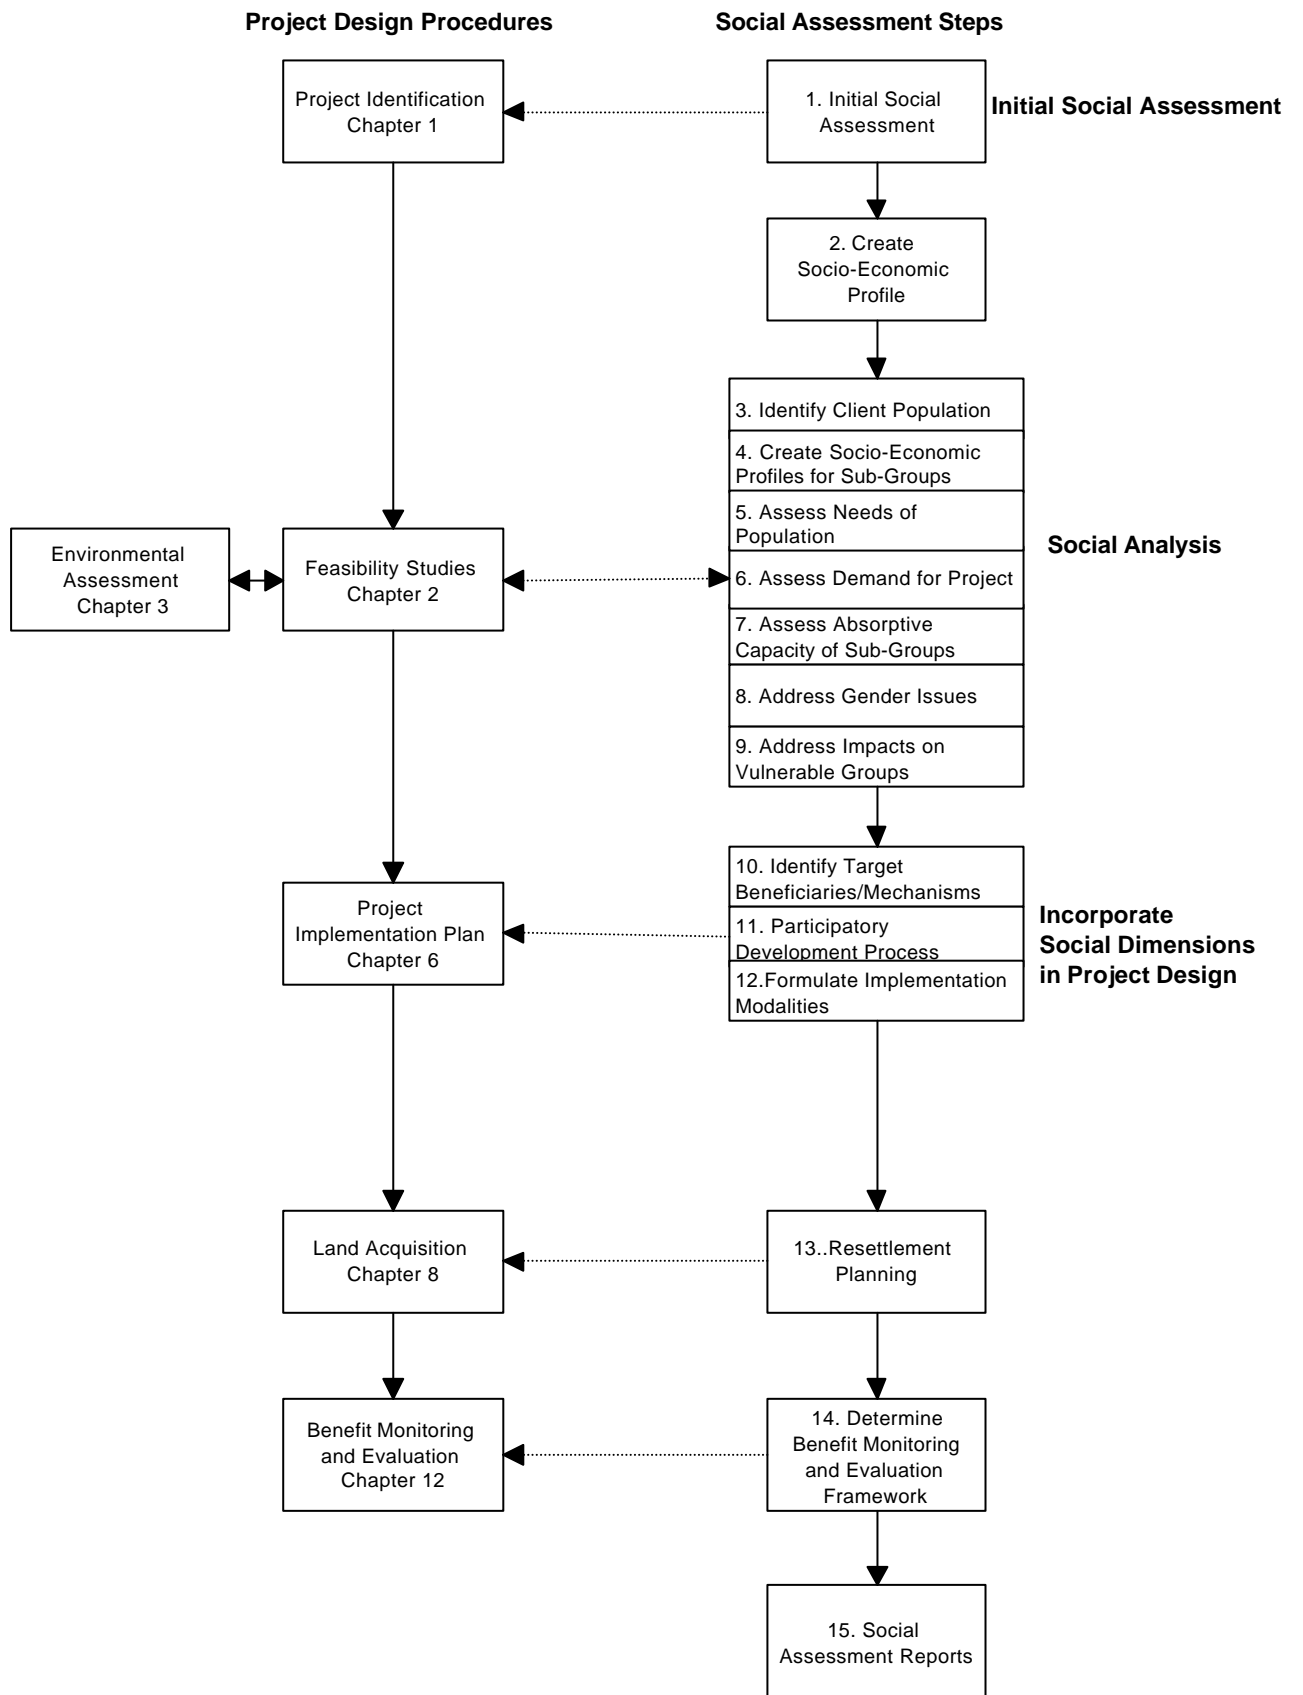 Project Design Procedures
Social Assessment Steps
Project Identification
Chapter 1
1. Initial Social
Assessment
Initial Social Assessment
2. Create
Socio-Economic
Profile
3. Identify Client Population
4. Create Socio-Economic
Profiles for Sub-Groups
5. Assess Needs of
Population
6. Assess Demand for Project
7. Assess Absorptive
Capacity of Sub-Groups
8. Address Gender Issues
9. Address Impacts on
Vulnerable Groups
Social Analysis
Environmental
Assessment
Chapter 3
Feasibility Studies
Chapter 2
10. Identify Target
Beneficiaries/Mechanisms
11. Participatory
Development Process
12.Formulate Implementation
Modalities
Incorporate
Social Dimensions
in Project Design
Project
Implementation Plan
Chapter 6
Land Acquisition
Chapter 8
13..Resettlement
Planning
Benefit Monitoring
and Evaluation
Chapter 12
14. Determine
Benefit Monitoring
and Evaluation
Framework
15. Social
Assessment Reports